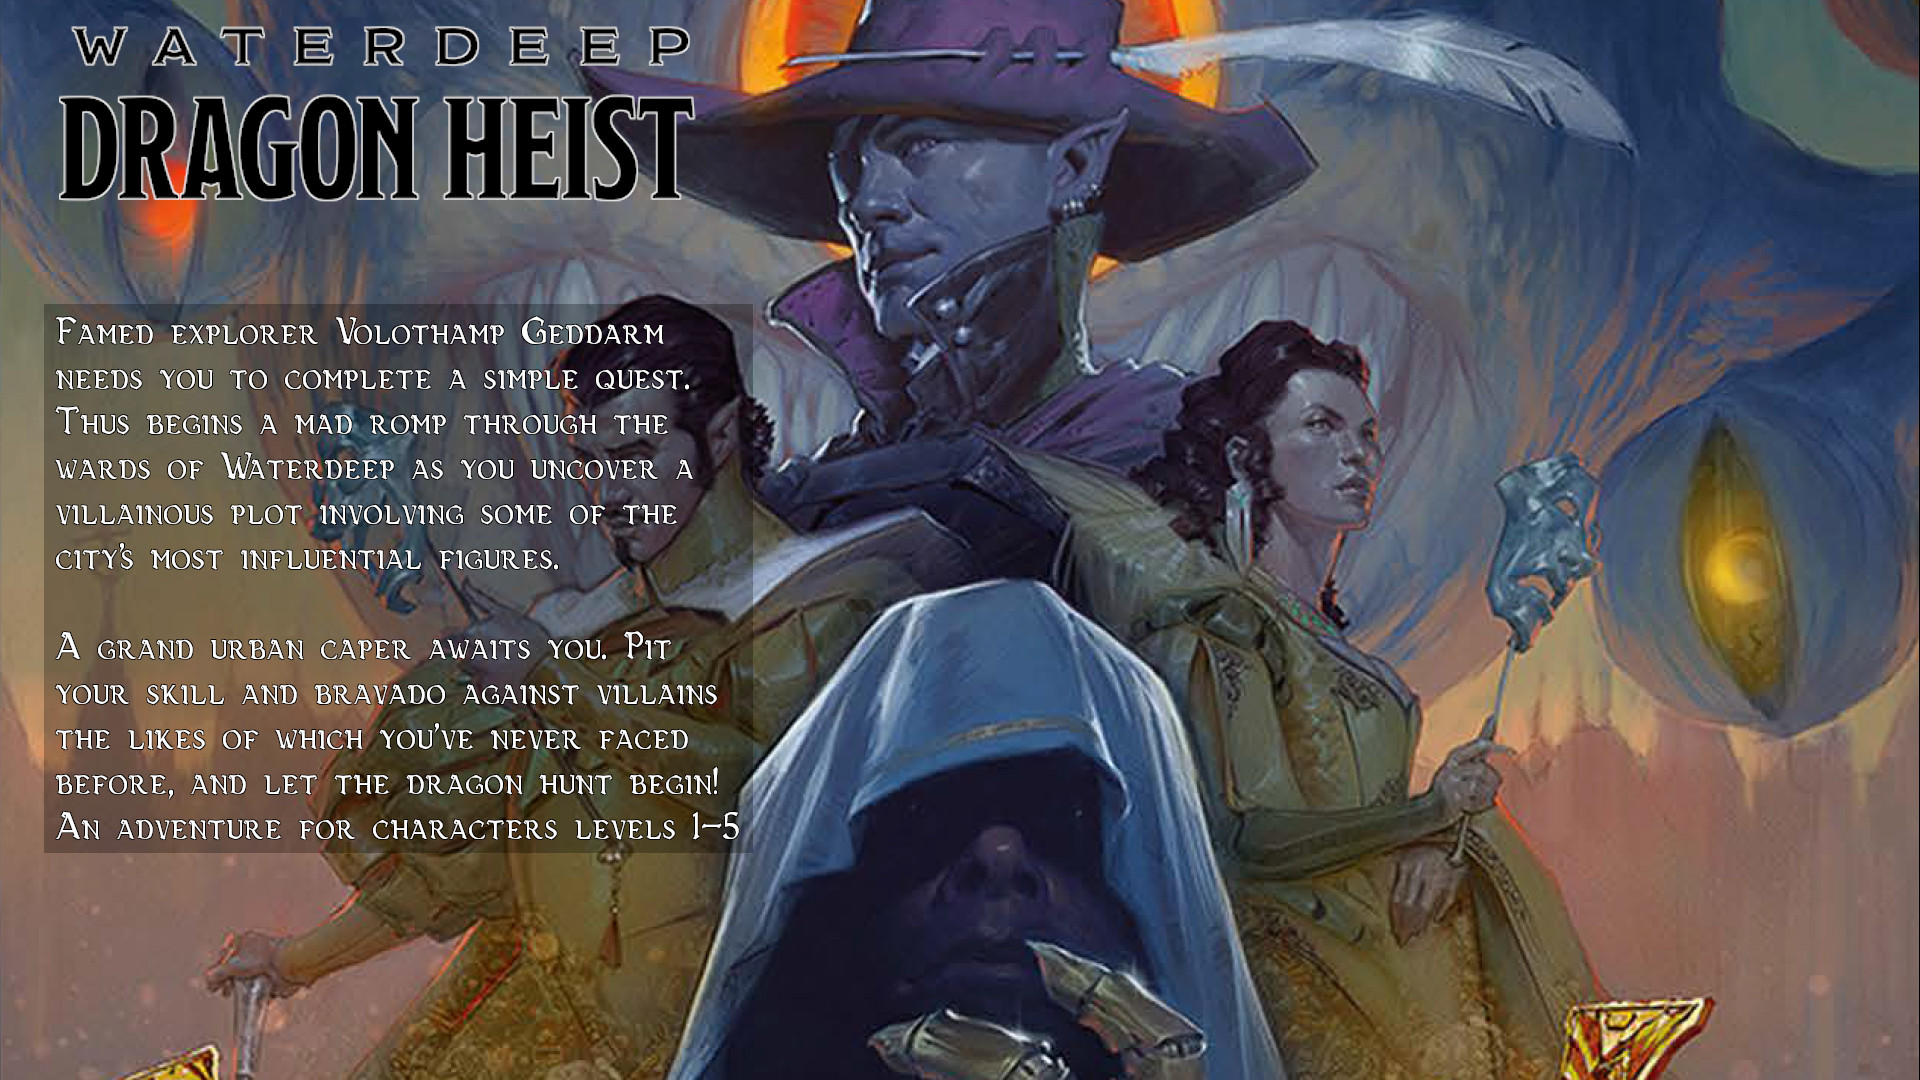 WATERDEEP
DRAGON HEIST
Famed explorer Volothamp Geddarm
needs you to complete a simple quest.
Thus begins a mad romp through the
wards of Waterdeep as you uncover a
villainous plot involving some of the
city's most influential figures.
A grand urban caper awaits you. Pit
your skill and bravado against villains
the likes of which you've never faced
before, and let the dragon hunt begin!
An adventure for characters levels 1–5